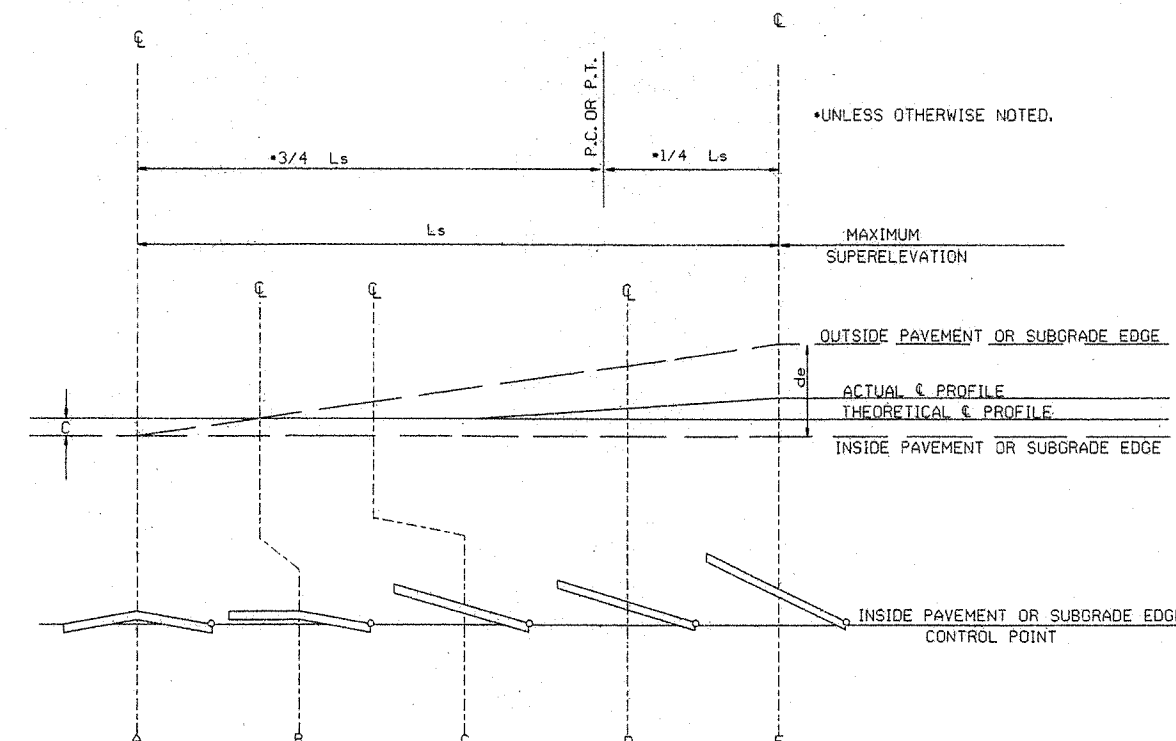 ℄
℄
P.C. OR P.T.
*UNLESS OTHERWISE NOTED.
*3/4 Ls
*1/4 Ls
Ls
MAXIMUM
SUPERELEVATION
℄
℄
℄
OUTSIDE PAVEMENT OR SUBGRADE EDGE
de
ACTUAL ℄ PROFILE
THEORETICAL ℄ PROFILE
C
INSIDE PAVEMENT OR SUBGRADE EDGE
INSIDE PAVEMENT OR SUBGRADE EDGE
CONTROL POINT
A
B
C
D
E